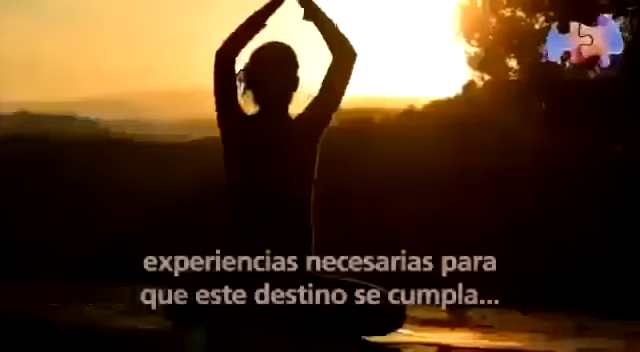 experiencias necesarias para
que este destino se cumpla...